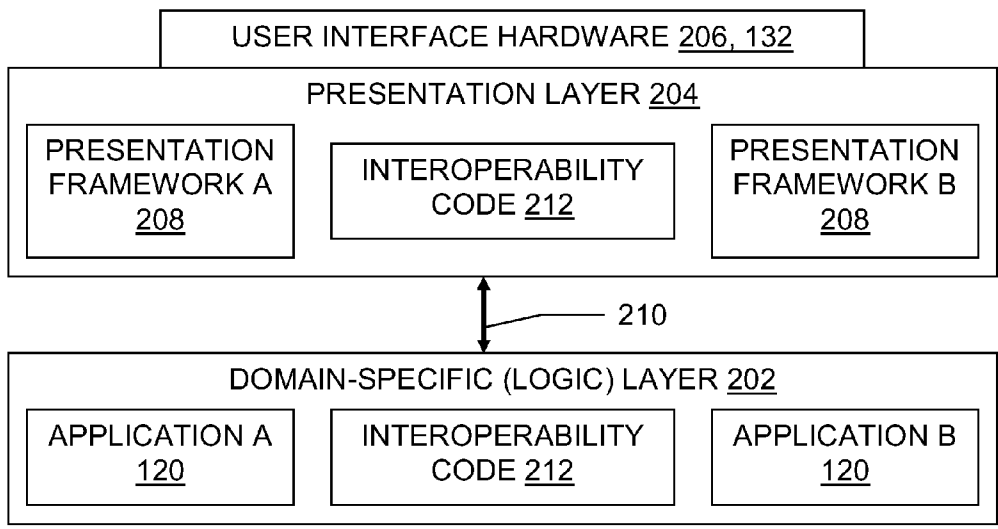 USER INTERFACE HARDWARE 206, 132
PRESENTATION LAYER 204
PRESENTATION
FRAMEWORK A
208
INTEROPERABILITY
CODE 212
PRESENTATION
FRAMEWORK B
208
210
DOMAIN-SPECIFIC (LOGIC) LAYER 202
APPLICATION A
120
INTEROPERABILITY
CODE 212
APPLICATION B
120